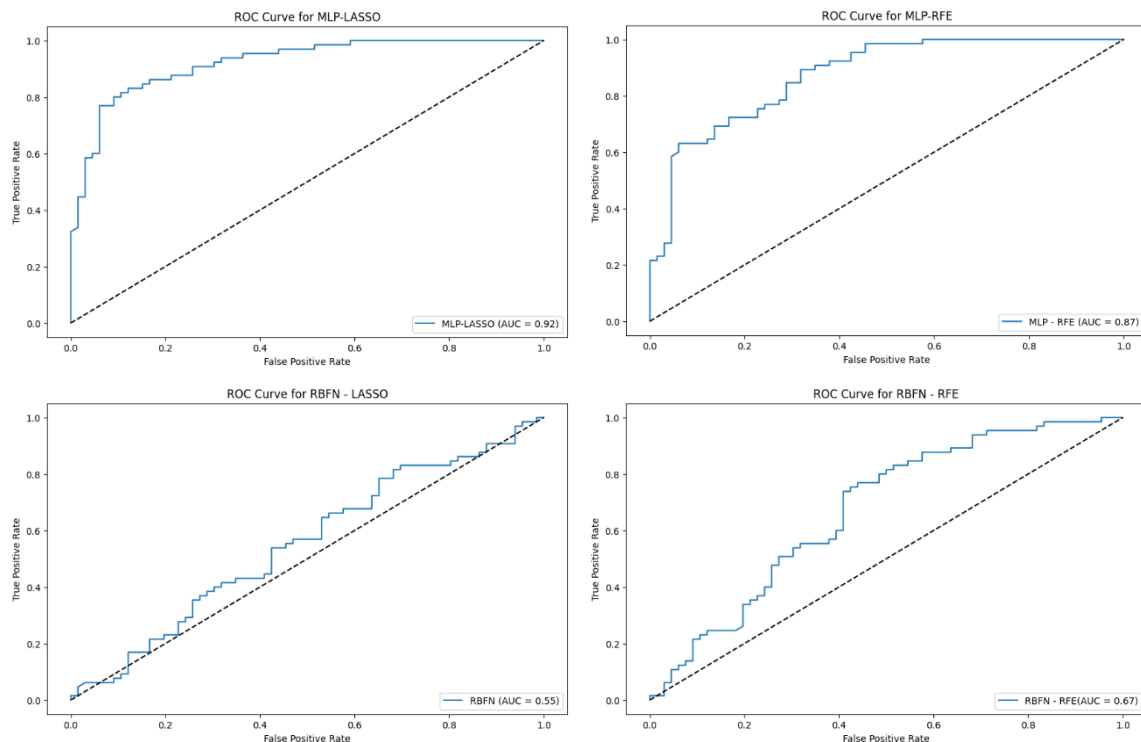 ROC Curve for MLP-LASSO
1.0
0.8
0.6
0.4
0.2
0.0
True Positive Rate
MLP-LASSO (AUC = 0.92)
0.0 0.2 0.4 0.6 0.8 1.0
False Positive Rate
ROC Curve for MLP-RFE
1.0
0.8
0.6
0.4
0.2
0.0
True Positive Rate
MLP - RFE (AUC = 0.87)
0.0 0.2 0.4 0.6 0.8 1.0
False Positive Rate
ROC Curve for RBFN - LASSO
1.0
0.8
0.6
0.4
0.2
0.0
True Positive Rate
RBFN (AUC = 0.55)
0.0 0.2 0.4 0.6 0.8 1.0
False Positive Rate
ROC Curve for RBFN - RFE
1.0
0.8
0.6
0.4
0.2
0.0
True Positive Rate
RBFN - RFE(AUC = 0.67)
0.0 0.2 0.4 0.6 0.8 1.0
False Positive Rate